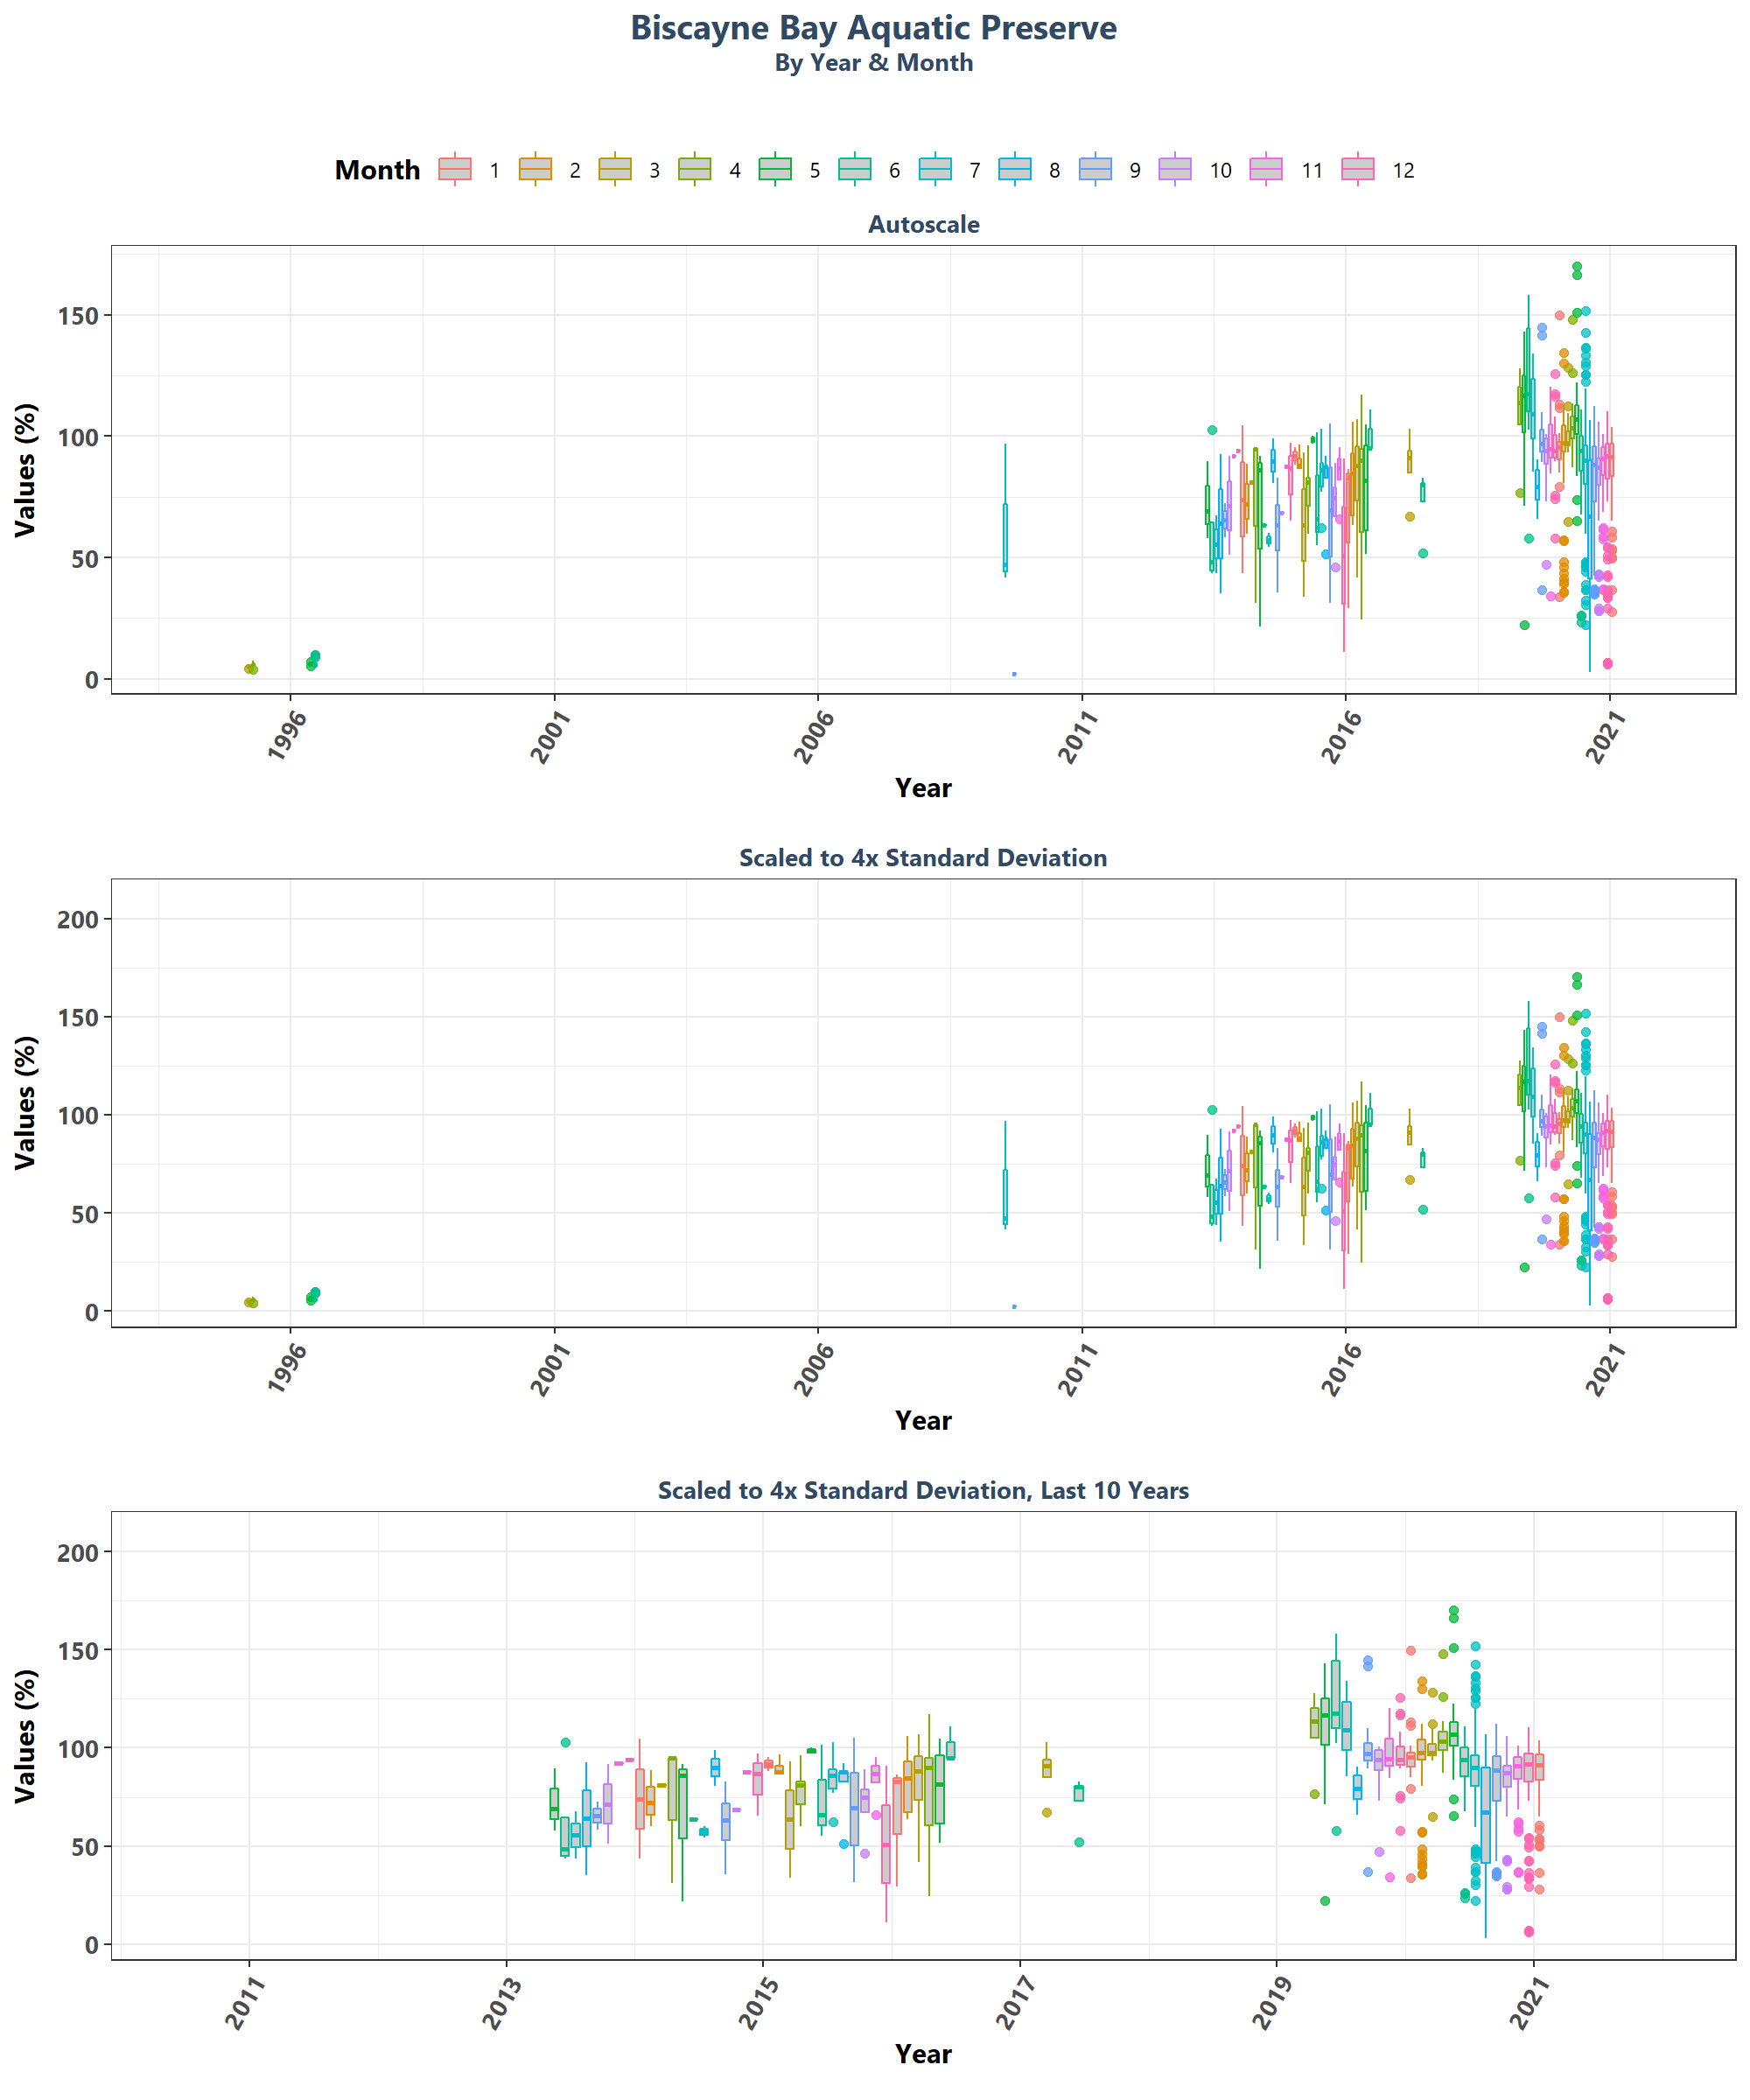 Biscayne Bay Aquatic Preserve
By Year & Month
Month 1 2 3 4 5 6 7 8 9 10 11 12
Autoscale
Values (%)
150
100
50
0
1996 2001 2006 2011 2016 2021
Year
Scaled to 4x Standard Deviation
Values (%)
200
150
100
50
0
1996 2001 2006 2011 2016 2021
Year
Scaled to 4x Standard Deviation, Last 10 Years
Values (%)
200
150
100
50
0
2011 2013 2015 2017 2019 2021
Year